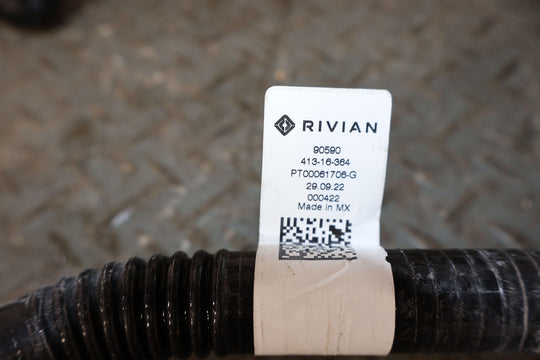 RIVIAN
90590
413-16-364
PT00061706-G
29.09.22
000422
Made in MX